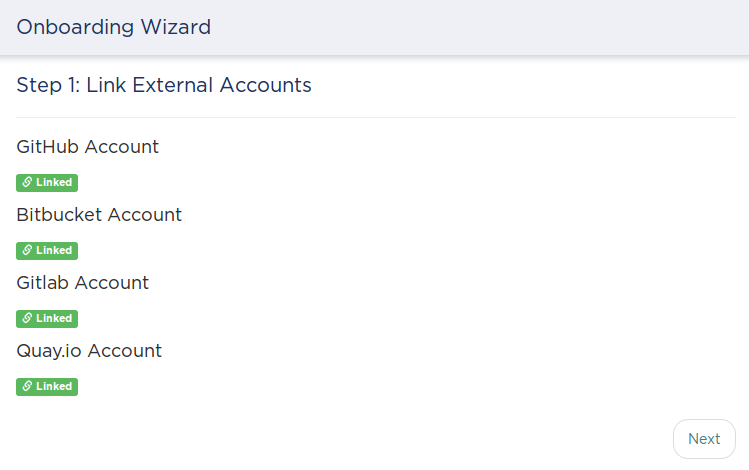 Onboarding Wizard
Step 1: Link External Accounts
GitHub Account
Linked
Bitbucket Account
Linked
Gitlab Account
Linked
Quay.io Account
Linked
Next